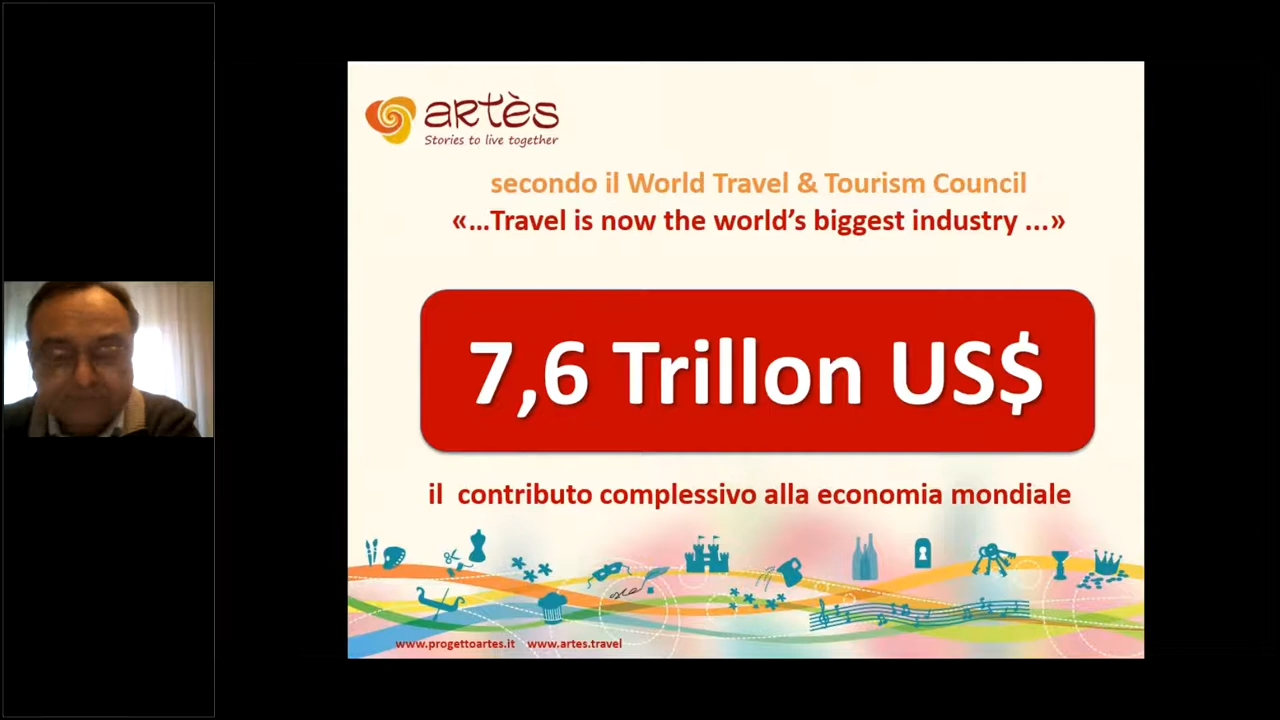 artès
Stories to live together
secondo il World Travel & Tourism Council
«...Travel is now the world’s biggest industry ...»
7,6 Trillon US$
il contributo complessivo alla economia mondiale
www.progettoartes.it www.artes.travel